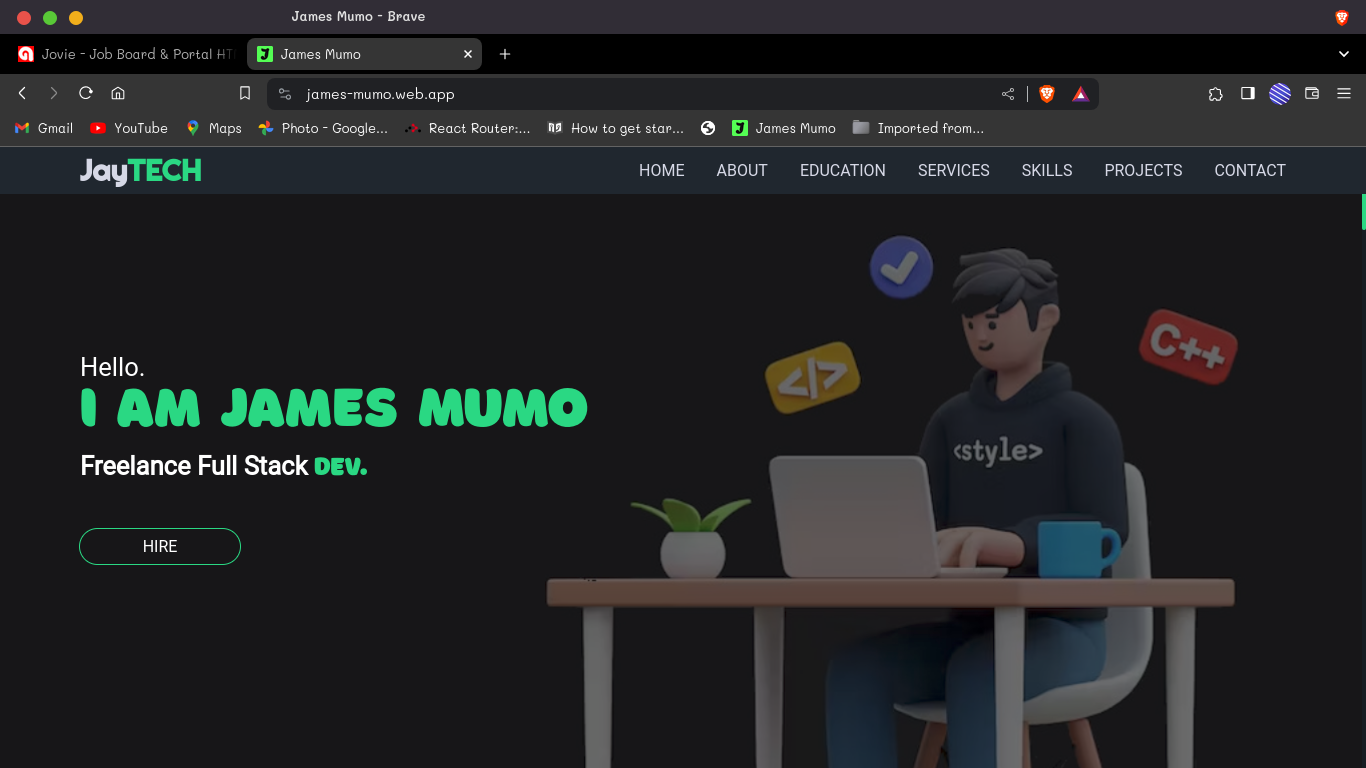 James Mumo - Brave
Jovie - Job Board & Portal HT
James Mumo
james-mumo.web.app
Gmail YouTube Maps Photo - Google... React Router:... How to get star... James Mumo Imported from...
JayTECH
HOME ABOUT EDUCATION SERVICES SKILLS PROJECTS CONTACT
Hello.
I AM JAMES MUMO
Freelance Full Stack DEV.
HIRE
</>
C++
<style>